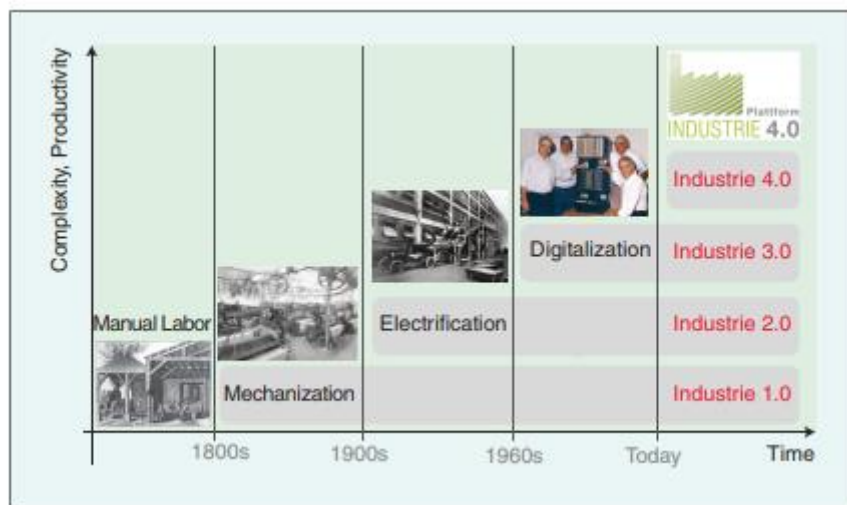 Complexity, Productivity
Plattform
INDUSTRIE 4.0
Industrie 4.0
Digitalization
Industrie 3.0
Manual Labor
Electrification
Industrie 2.0
Mechanization
Industrie 1.0
1800s
1900s
1960s
Today
Time